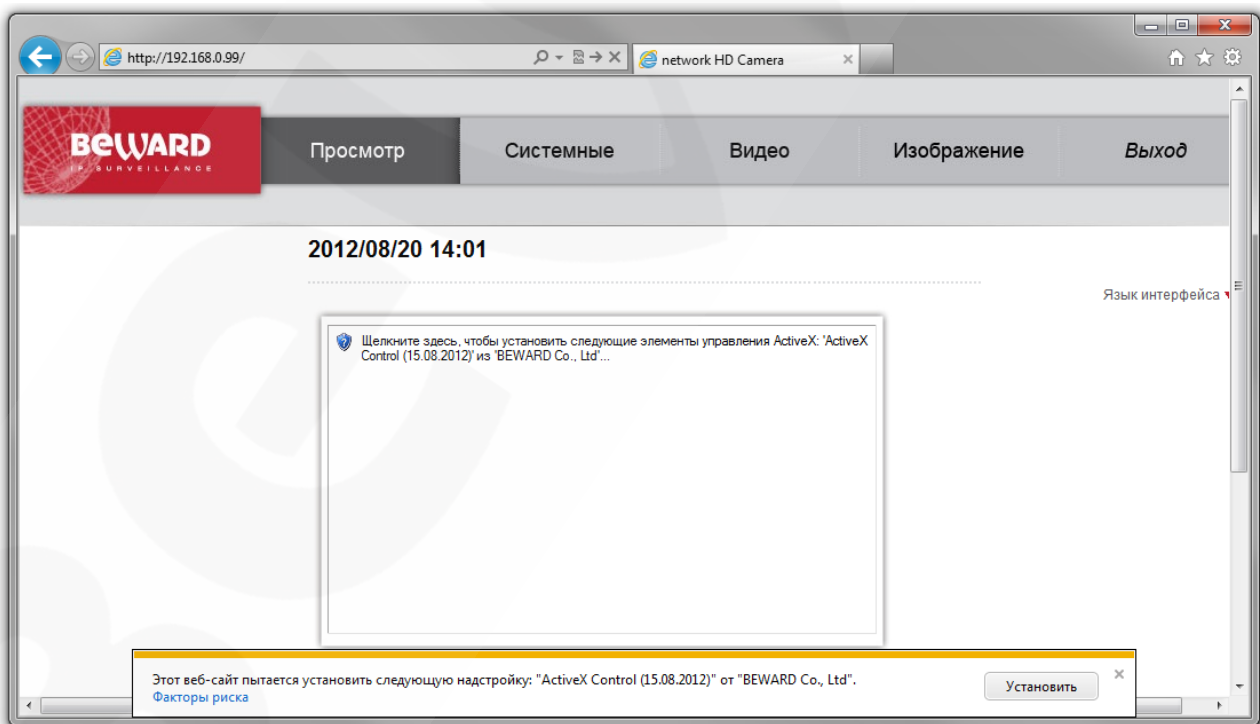 http://192.168.0.99/
network HD Camera
BEWARD
IP SURVEILLANCE
Просмотр
Системные
Видео
Изображение
Выход
2012/08/20 14:01
Язык интерфейса
Щелкните здесь, чтобы установить следующие элементы управления ActiveX: 'ActiveX
Control (15.08.2012)' из 'BEWARD Co., Ltd'...
Этот веб-сайт пытается установить следующую надстройку: "ActiveX Control (15.08.2012)" от "BEWARD Co., Ltd".
Факторы риска
Установить